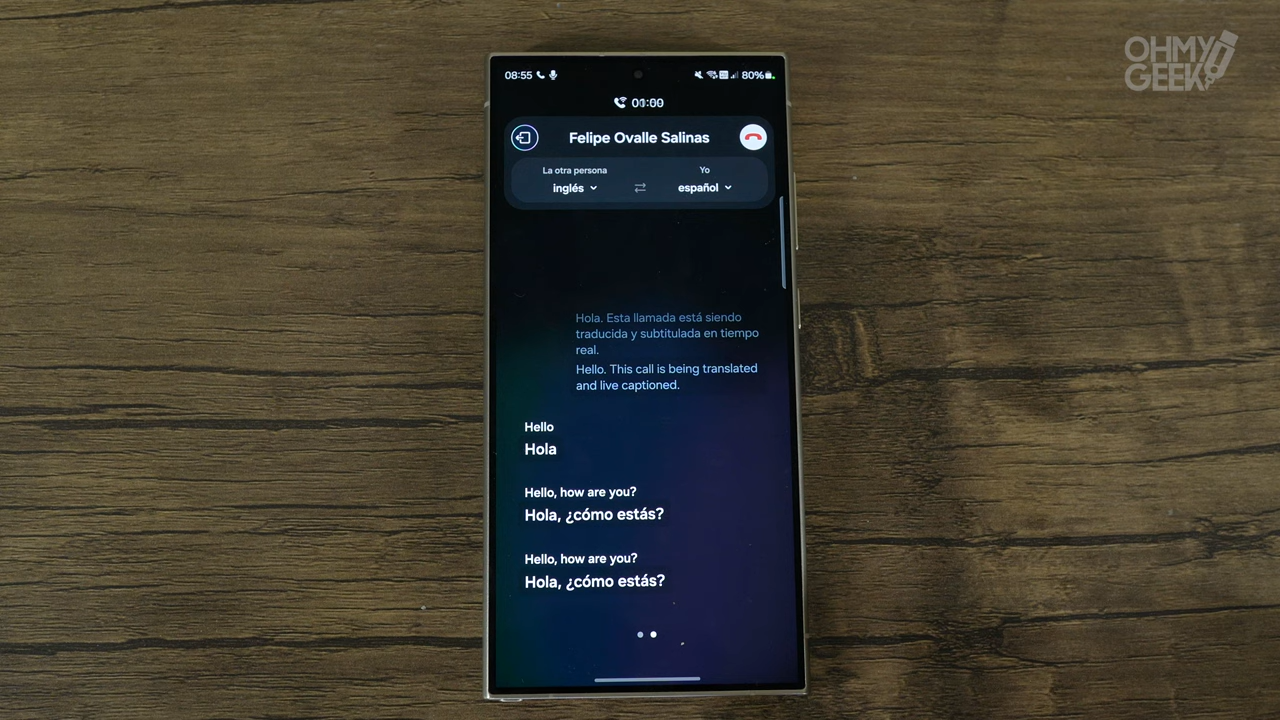 OHMY
GEEK
08:55
80%
Felipe Ovalle Salinas
La otra persona
Yo
inglés
español
Hola. Esta llamada está siendo
traducida y subtitulada en tiempo
real.
Hello. This call is being translated
and live captioned.
Hello
Hola
Hello, how are you?
Hola, ¿cómo estás?
Hello, how are you?
Hola, ¿cómo estás?